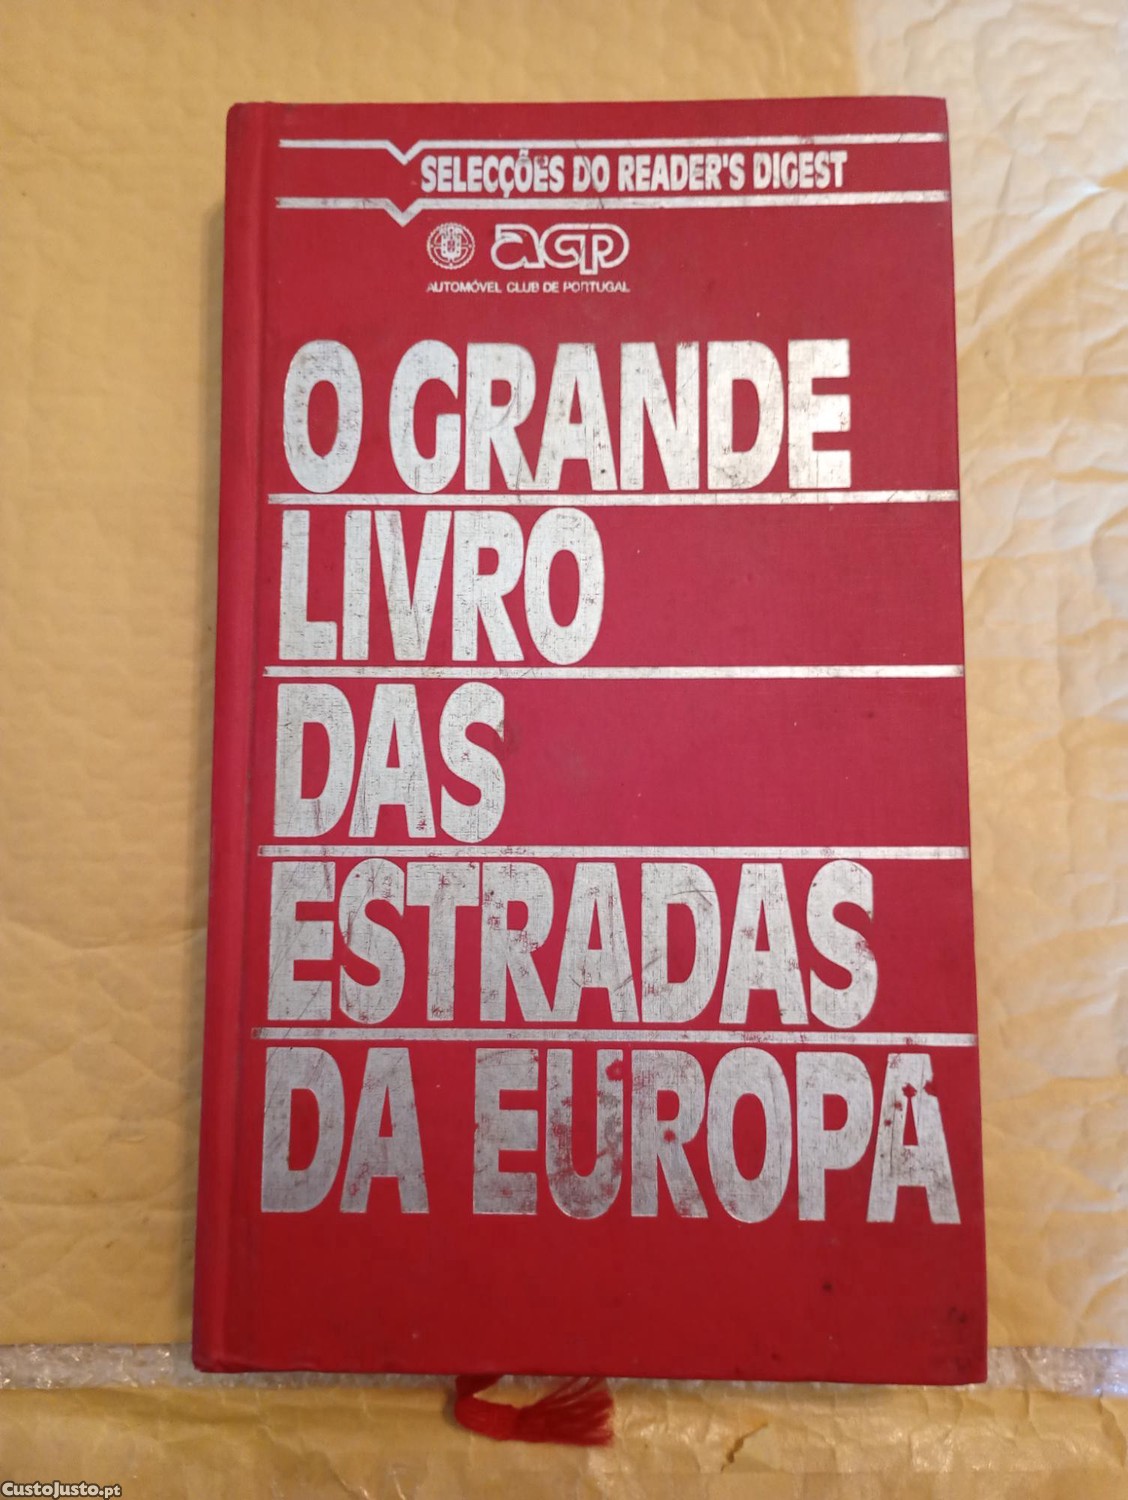 SELECÇÕES DO READER'S DIGEST
acp
AUTOMÓVEL CLUB DE PORTUGAL
O GRANDE
LIVRO
DAS
ESTRADAS
DA EUROPA
CustoJusto.pt